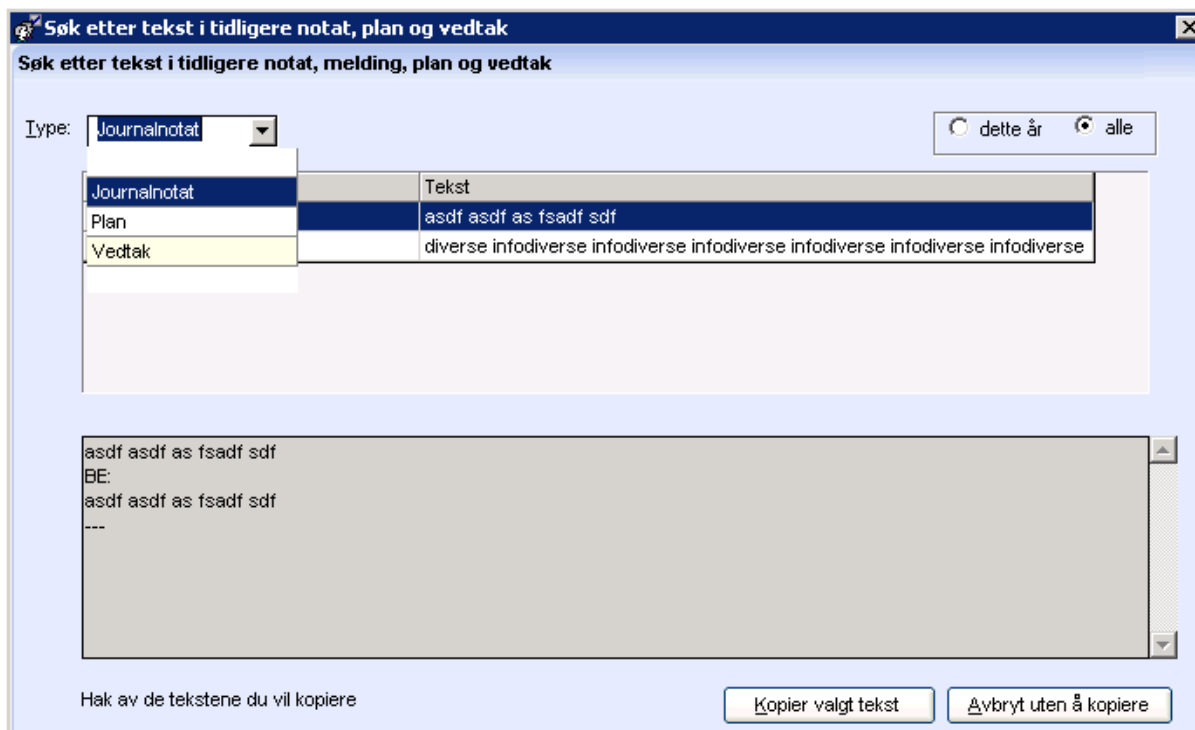 Søk etter tekst i tidligere notat, plan og vedtak
Søk etter tekst i tidligere notat, melding, plan og vedtak
Type: Journalnotat
dette år alle
Journalnotat
Plan
Vedtak
Tekst
asdf asdf as fsadf sdf
diverse infodiverse infodiverse infodiverse infodiverse infodiverse infodiverse
asdf asdf as fsadf sdf
BE:
asdf asdf as fsadf sdf
---
Hak av de tekstene du vil kopiere
Kopier valgt tekst
Avbryt uten å kopiere